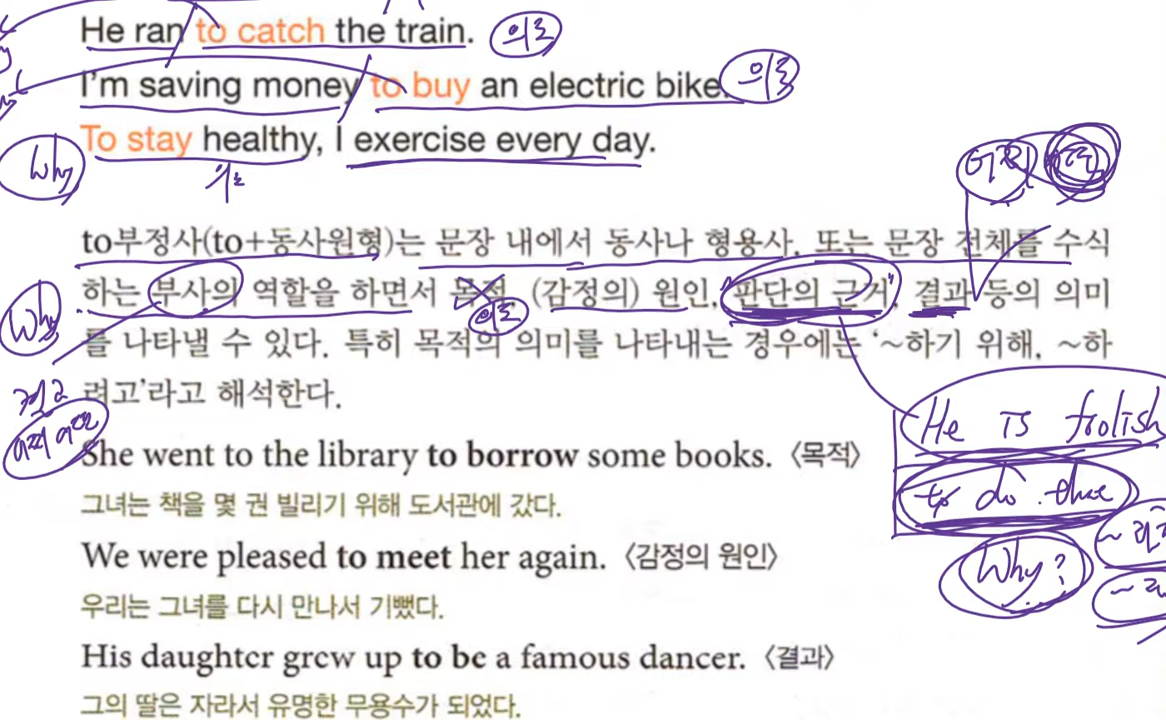 He ran to catch the train. 의도
I'm saving money to buy an electric bike. 의도
To stay healthy, I exercise every day.
Why
to부정사(to+동사원형)는 문장 내에서 동사나 형용사, 또는 문장 전체를 수식
하는 부사의 역할을 하면서 목적, (감정의) 원인, 판단의 근거, 결과 등의 의미
Why
의도
를 나타낼 수 있다. 특히 목적의 의미를 나타내는 경우에는 ‘~하기 위해, ~하
려고’라고 해석한다.
He is foolish
to do that
Why?
She went to the library to borrow some books. 〈목적〉
그녀는 책을 몇 권 빌리기 위해 도서관에 갔다.
We were pleased to meet her again. 〈감정의 원인〉
우리는 그녀를 다시 만나서 기뻤다.
His daughter grew up to be a famous dancer. 〈결과〉
그의 딸은 자라서 유명한 무용수가 되었다.